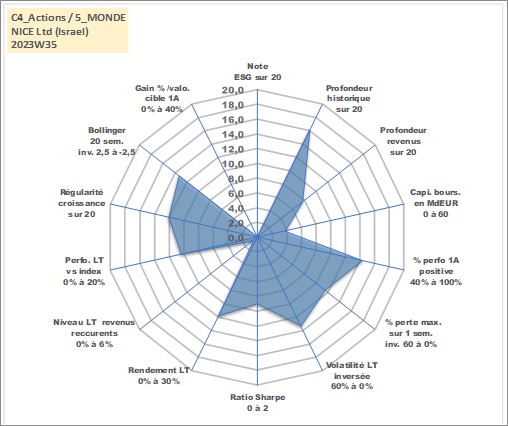 C4_Actions / 5_MONDE
NICE Ltd (Israel)
2023W35
Note
ESG sur 20
Profondeur
historique
sur 20
Profondeur
revenus
sur 20
Capi. bours.
en MdEUR
0 à 60
% perfo 1A
positive
40% à 100%
% perte max.
sur 1 sem.
inv. 60 à 0%
Volatilité LT
inversée
60% à 0%
Ratio Sharpe
0 à 2
Rendement LT
0% à 30%
Niveau LT revenus
reccurents
0% à 6%
Perfo. LT
vs index
0% à 20%
Régularité
croissance
sur 20
Bollinger
20 sem.
inv. 2,5 à -2,5
Gain % /valo.
cible 1A
0% à 40%
20,0
18,0
16,0
14,0
12,0
10,0
8,0
6,0
4,0
2,0
0,0